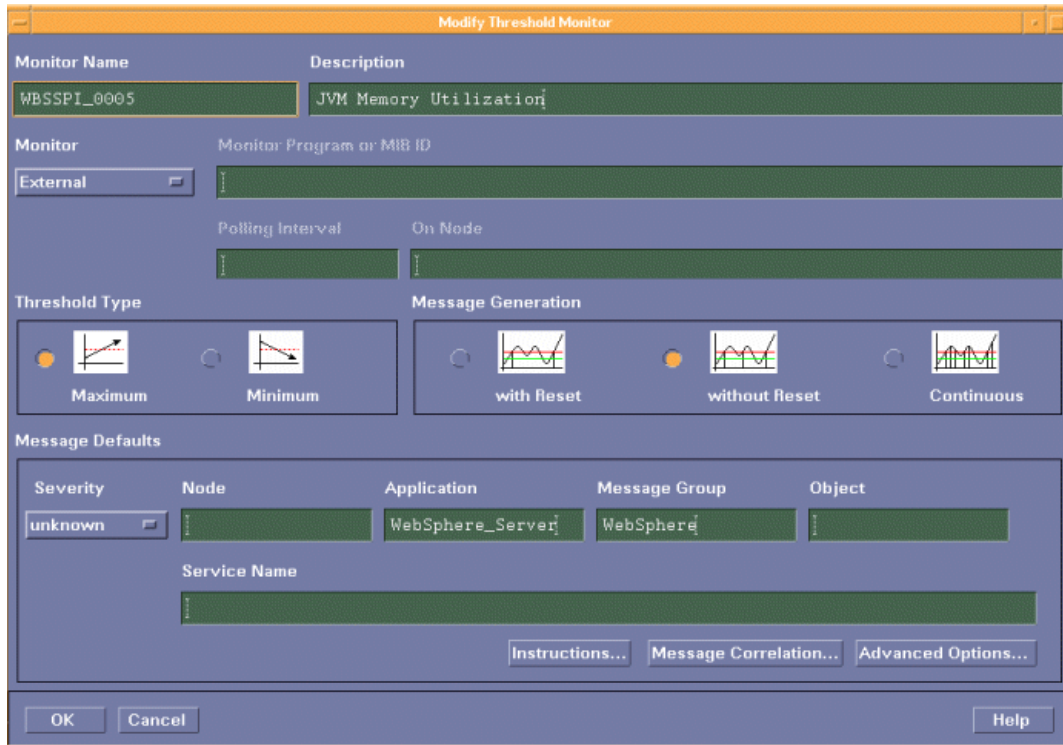 Modify Threshold Monitor
Monitor Name Description
WBSSPI_0005 JVM Memory Utilization
Monitor Monitor Program or MIB ID
External
Polling Interval On Node
Threshold Type Message Generation
Maximum Minimum with Reset without Reset Continuous
Message Defaults
Severity Node Application Message Group Object
unknown WebSphere_Server WebSphere
Service Name
Instructions... Message Correlation... Advanced Options...
OK Cancel Help